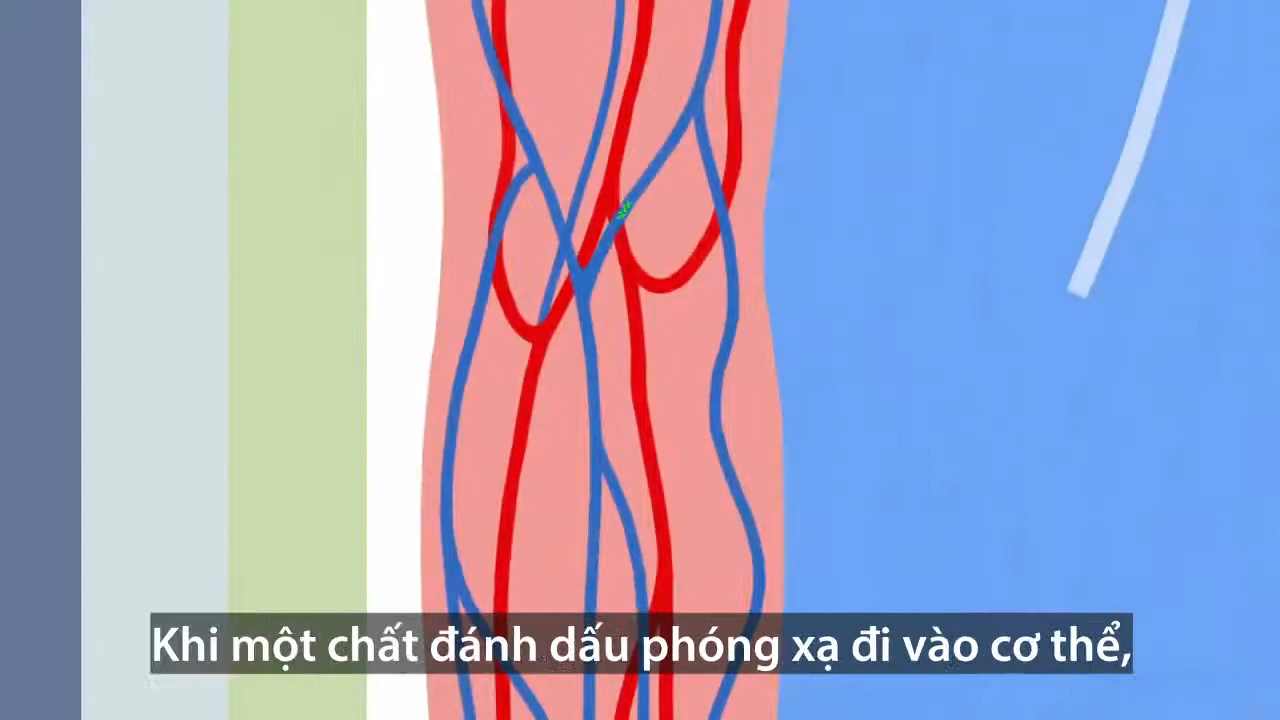 Khi một chất đánh dấu phóng xạ đi vào cơ thể,